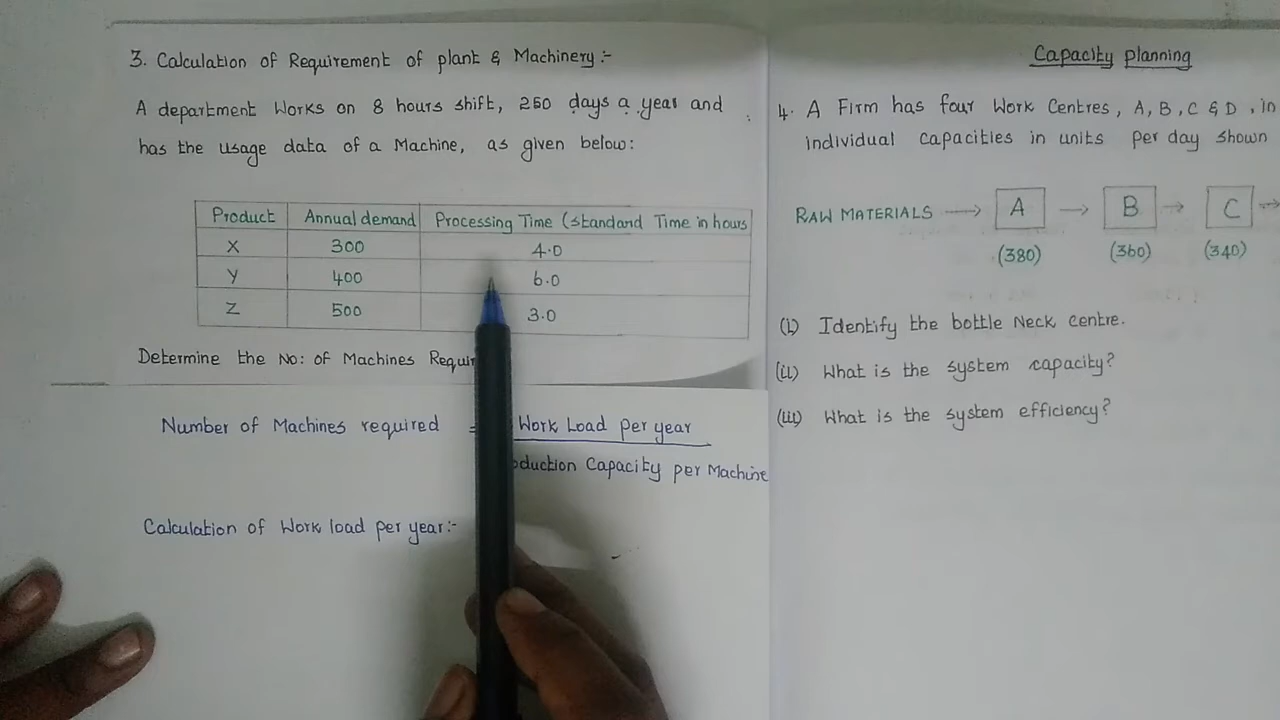 3. Calculation of Requirement of plant & Machinery:-
A department Works on 8 hours shift, 250 days a year and
has the usage data of a Machine, as given below:
Product Annual demand Processing Time (standard Time in hours
X 300 4.0
Y 400 6.0
Z 500 3.0
Determine the No: of Machines
Number of Machines required = Work Load per year
Capacity per Machine
Calculation of Work load per year:-
Capacity planning
4. A Firm has four Work Centres, A, B, C & D, in
individual capacities in units per day shown
RAW MATERIALS → A → B → C →
(380) (360) (340)
(i) Identify the bottle Neck centre.
(ii) What is the system capacity?
(iii) What is the system efficiency?